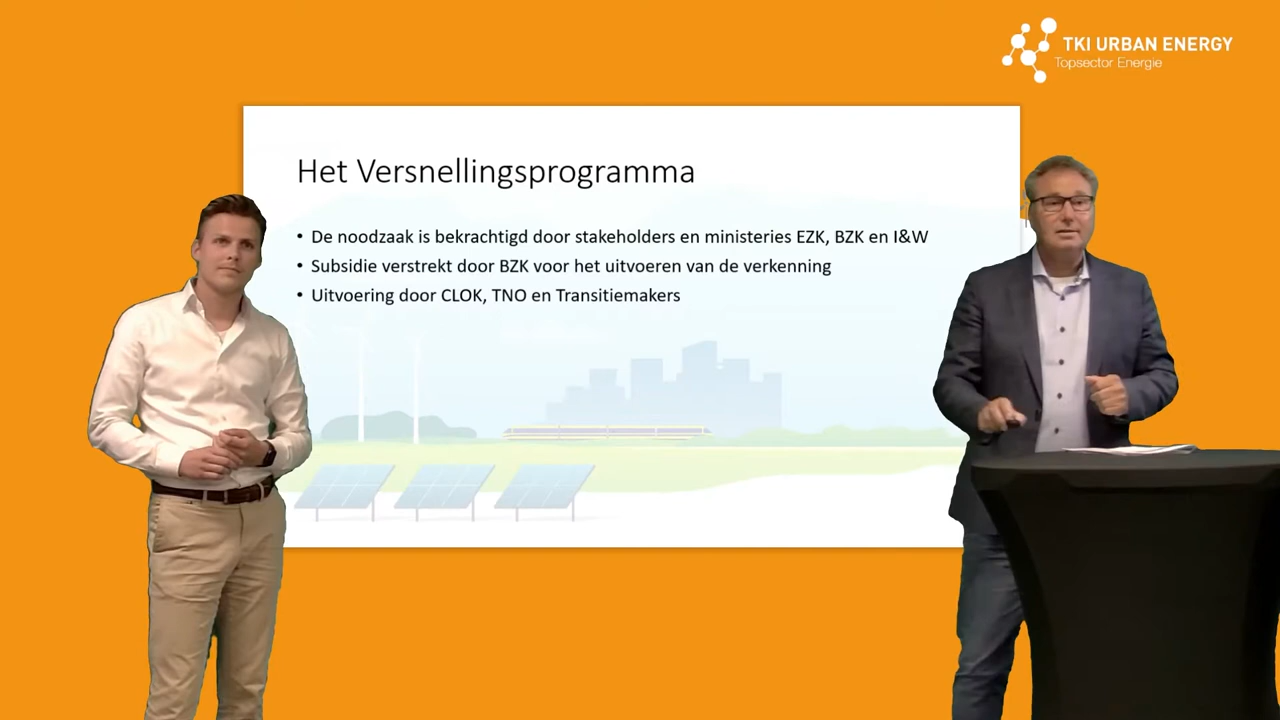 TKI URBAN ENERGY
Topsector Energie
Het Versnellingsprogramma
• De noodzaak is bekrachtigd door stakeholders en ministeries EZK, BZK en I&W
• Subsidie verstrekt door BZK voor het uitvoeren van de verkenning
• Uitvoering door CLOK, TNO en Transitiemakers